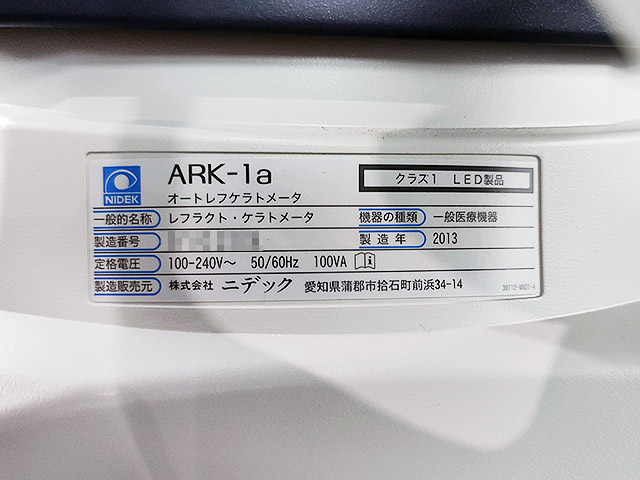 ARK-1a
クラス1 LED製品
NIDEK
オートレフケラトメータ
一般的名称 レフラクト・ケラトメータ 機器の種類 一般医療機器
製造番号 製造年 2013
定格電圧 100-240V～ 50/60Hz 100VA
製造販売元 株式会社 ニデック 愛知県蒲郡市拾石町前浜34-14